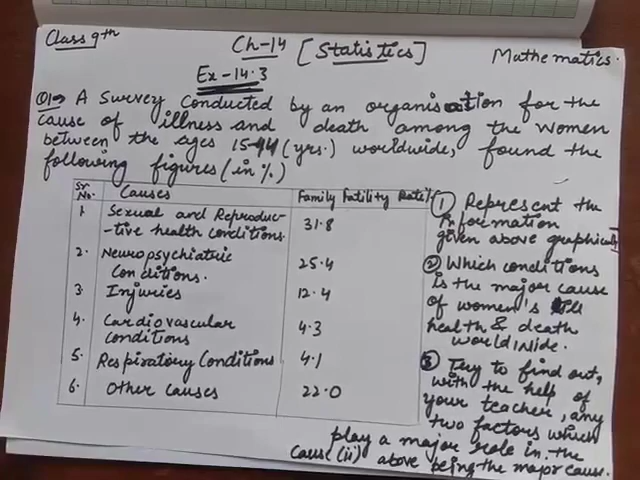 Class 9th
Ch-14 [Statistics]
Mathematics.
Ex-14.3
Q1→ A Survey Conducted by an organisation for the
cause of illness and death among the Women
between the ages 15-44 (yrs.) worldwide, found the
following figures (in %)
Sr. No. Causes Family Fatility Rate%
1. Sexual and Reproduc-
-tive health conditions. 31.8
2. Neuropsychiatric
Conditions. 25.4
3. Injuries 12.4
4. Cardiovascular
conditions 4.3
5. Respiratory Conditions 4.1
6. Other Causes 22.0
① Represent the
information
given above graphically
② Which conditions
is the major cause
of women's ill
health & death
worldwide.
③ Try to find out,
with the help of
your teacher, any
two factors which
play a major role in the
cause (ii) above being the major cause.